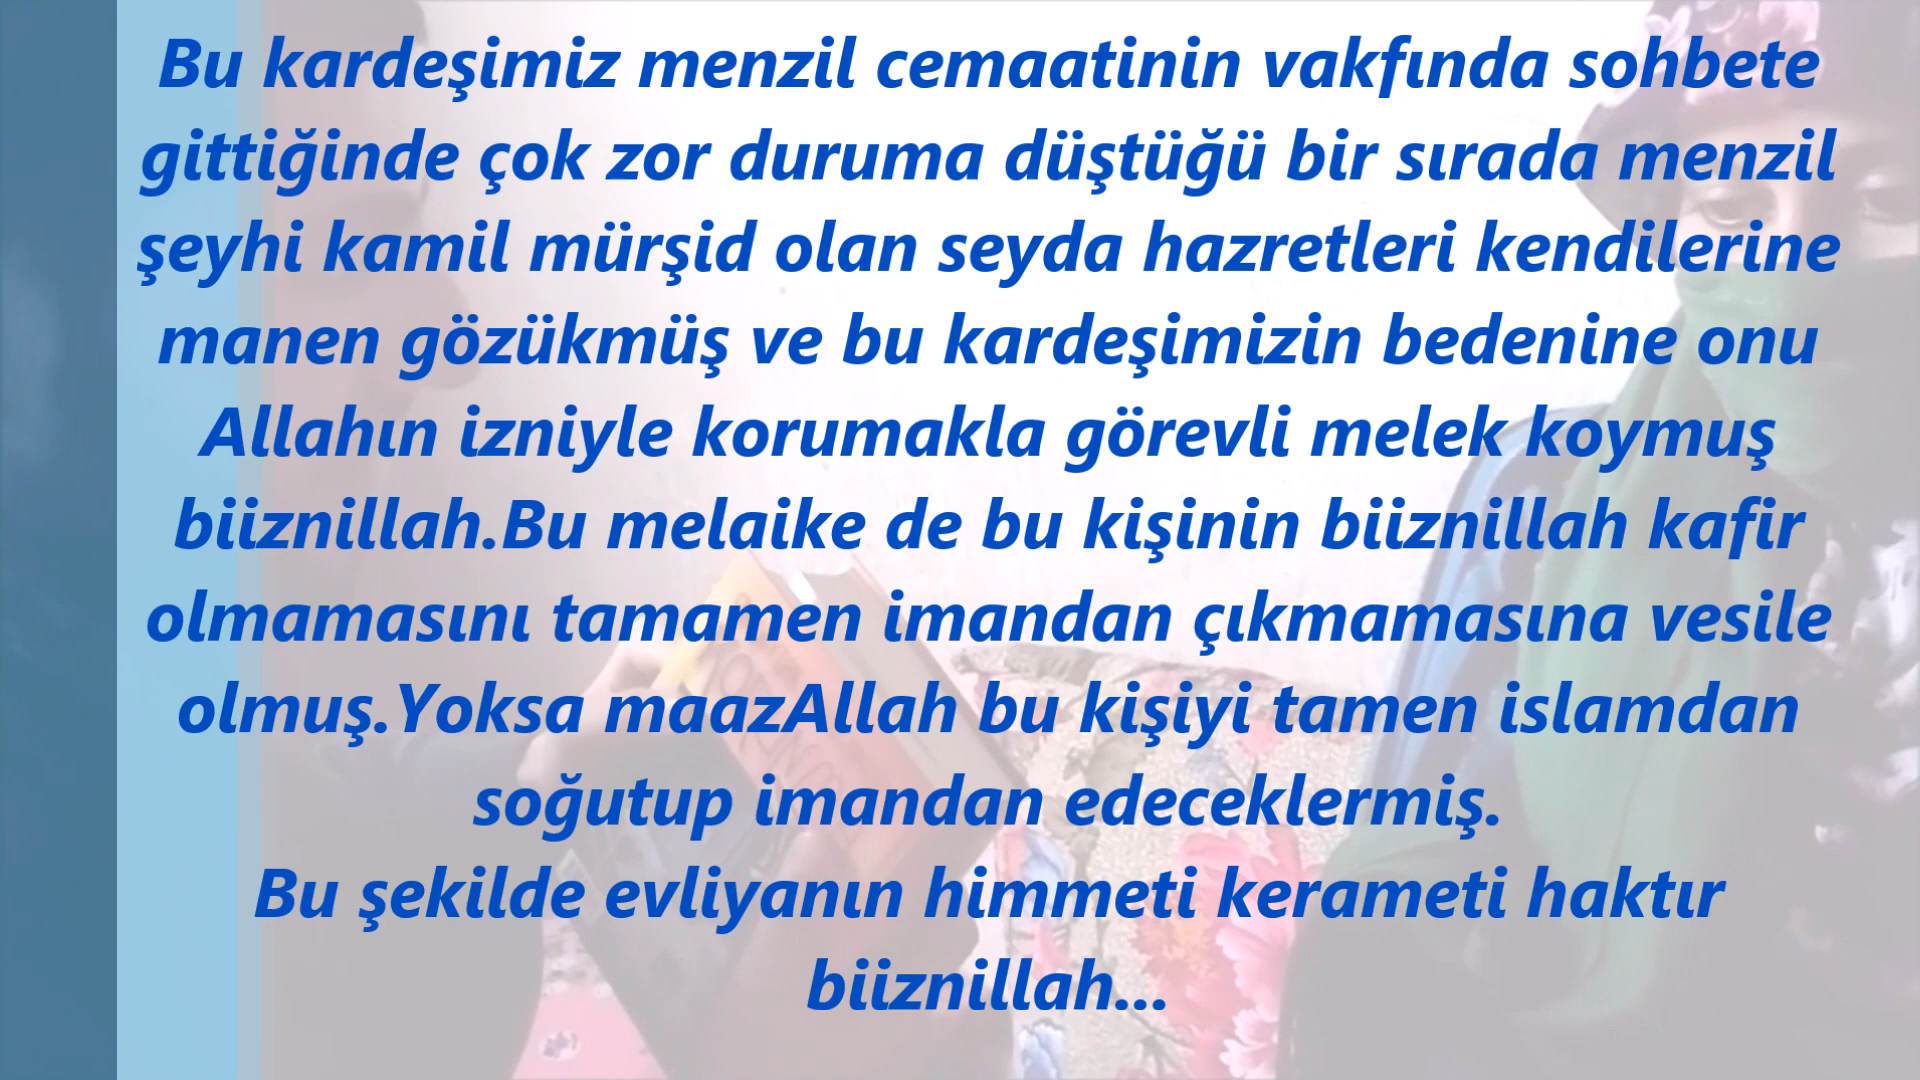 Bu kardeşimiz menzil cemaatinin vakfında sohbete
gittiğinde çok zor duruma düştüğü bir sırada menzil
şeyhi kamil mürşid olan seyda hazretleri kendilerine
manen gözükmüş ve bu kardeşimizin bedenine onu
Allahın izniyle korumakla görevli melek koymuş
biiznillah.Bu melaike de bu kişinin biiznillah kafir
olmamasını tamamen imandan çıkmamasına vesile
olmuş.Yoksa maazAllah bu kişiyi tamen islamdan
soğutup imandan edeceklermiş.
Bu şekilde evliyanın himmeti kerameti haktır
biiznillah...